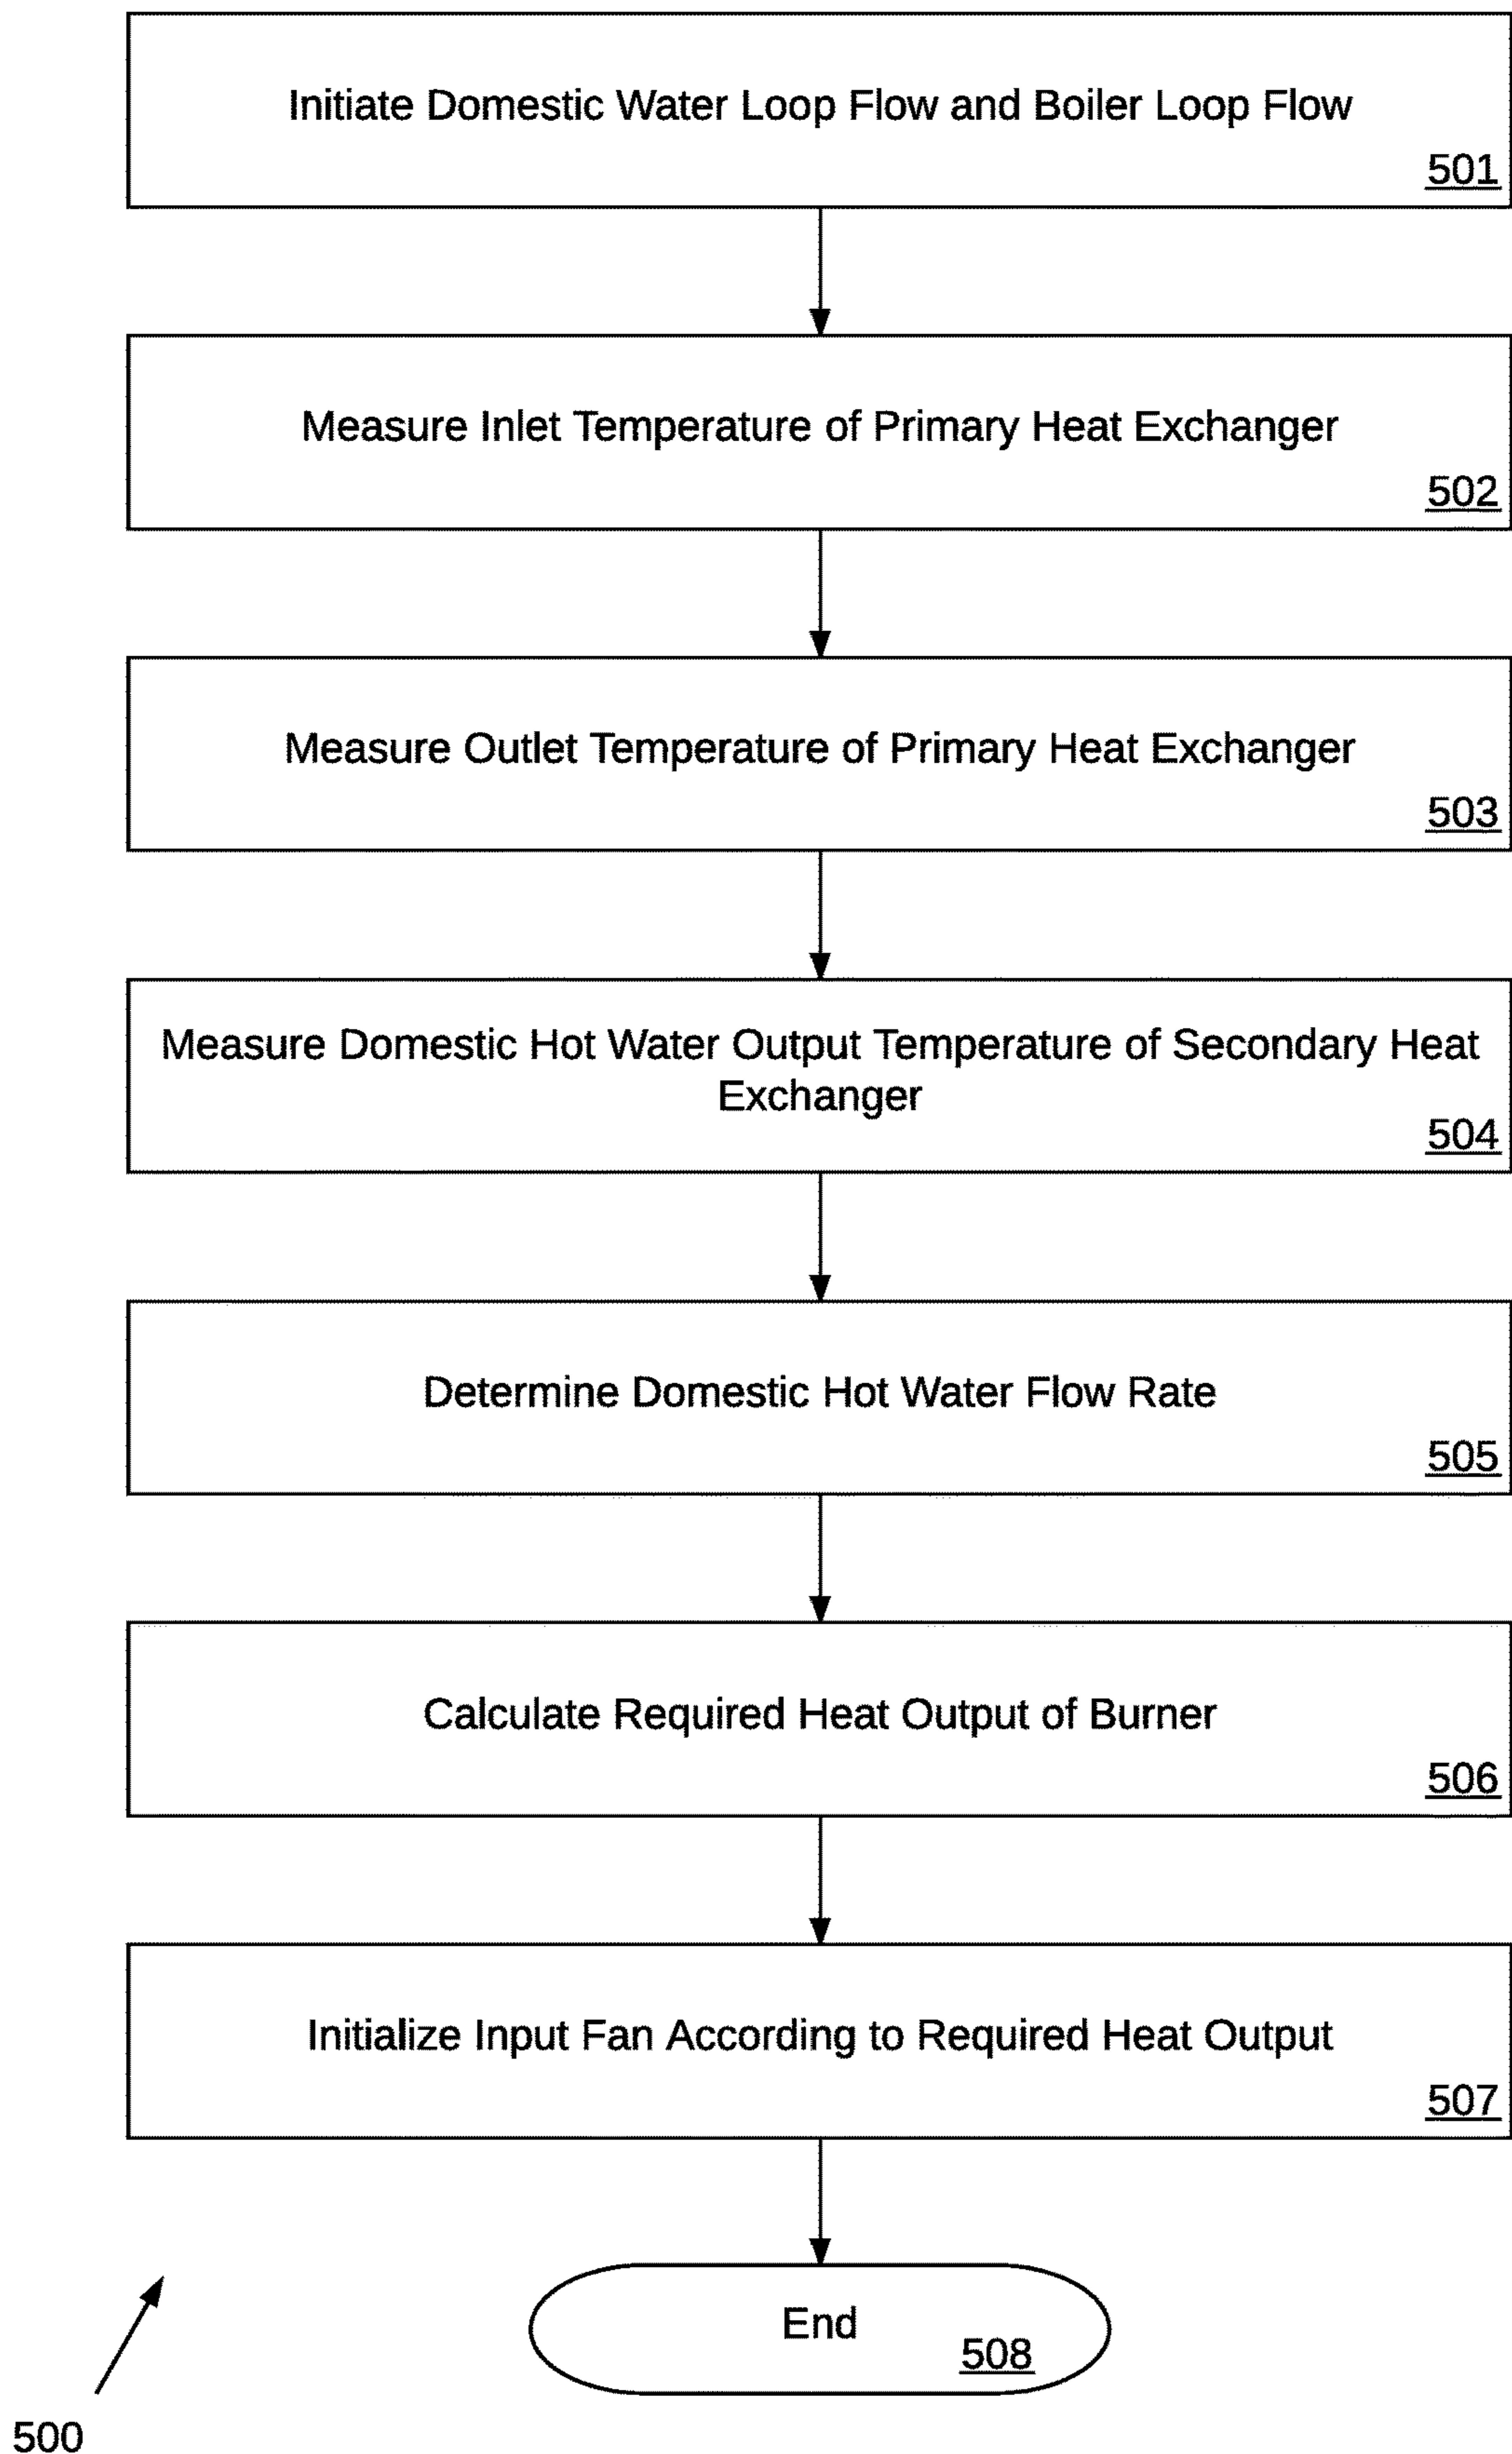 Initiate Domestic Water Loop Flow and Boiler Loop Flow
501
Measure Inlet Temperature of Primary Heat Exchanger
502
Measure Outlet Temperature of Primary Heat Exchanger
503
Measure Domestic Hot Water Output Temperature of Secondary Heat
Exchanger
504
Determine Domestic Hot Water Flow Rate
505
Calculate Required Heat Output of Burner
506
Initialize Input Fan According to Required Heat Output
507
End
508
500